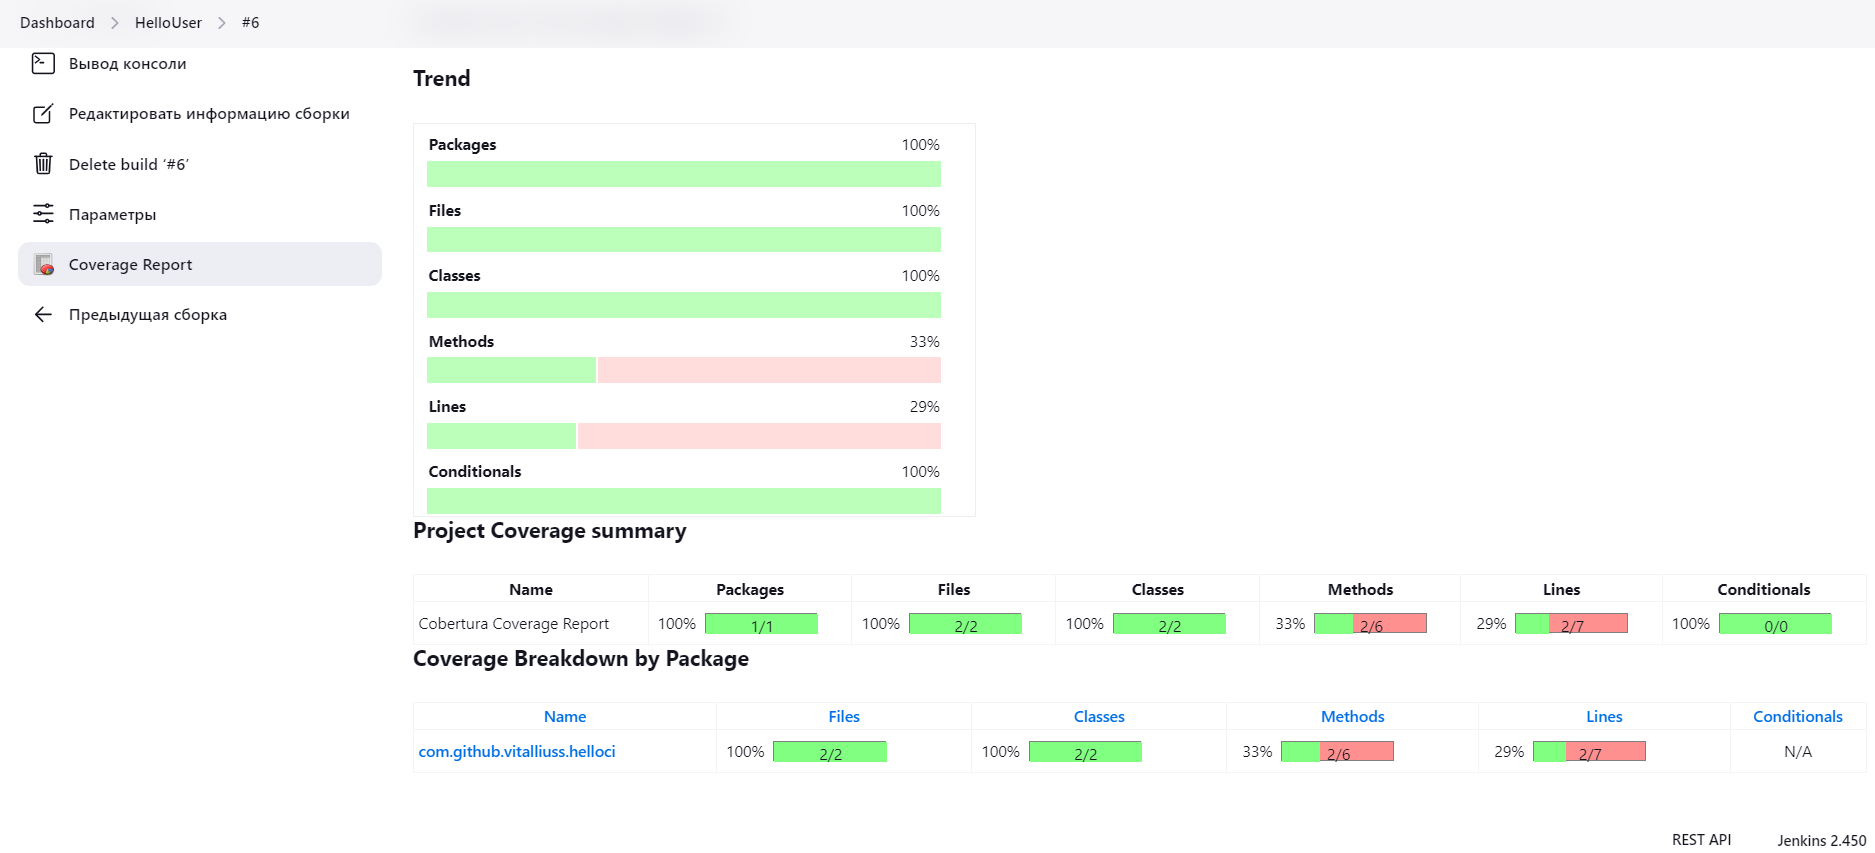 Dashboard HelloUser #6
Вывод консоли
Редактировать информацию сборки
Delete build ‘#6’
Параметры
Coverage Report
Предыдущая сборка
Trend
Packages 100%
Files 100%
Classes 100%
Methods 33%
Lines 29%
Conditionals 100%
Project Coverage summary
Name Packages Files Classes Methods Lines Conditionals
Cobertura Coverage Report 100% 1/1 100% 2/2 100% 2/2 33% 2/6 29% 2/7 100% 0/0
Coverage Breakdown by Package
Name Files Classes Methods Lines Conditionals
com.github.vitalliuss.helloci 100% 2/2 100% 2/2 33% 2/6 29% 2/7 N/A
REST API Jenkins 2.450